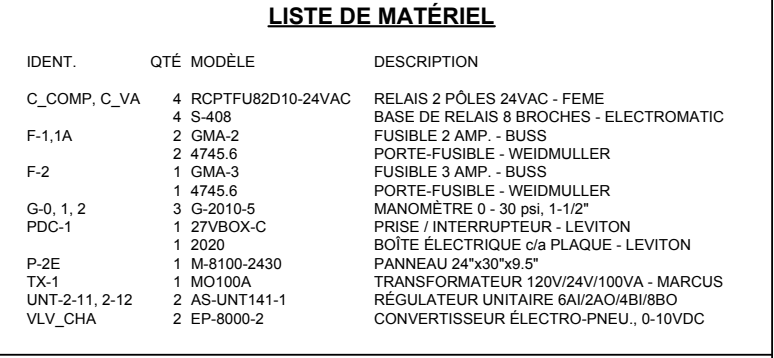 LISTE DE MATÉRIEL
IDENT. QTÉ MODÈLE DESCRIPTION
C_COMP, C_VA 4 RCPTFU82D10-24VAC RELAIS 2 PÔLES 24VAC - FEME
4 S-408 BASE DE RELAIS 8 BROCHES - ELECTROMATIC
F-1,1A 2 GMA-2 FUSIBLE 2 AMP. - BUSS
2 4745.6 PORTE-FUSIBLE - WEIDMULLER
F-2 1 GMA-3 FUSIBLE 3 AMP. - BUSS
1 4745.6 PORTE-FUSIBLE - WEIDMULLER
G-0, 1, 2 3 G-2010-5 MANOMÈTRE 0 - 30 psi, 1-1/2"
PDC-1 1 27VBOX-C PRISE / INTERRUPTEUR - LEVITON
1 2020 BOÎTE ÉLECTRIQUE c/a PLAQUE - LEVITON
P-2E 1 M-8100-2430 PANNEAU 24"x30"x9.5"
TX-1 1 MO100A TRANSFORMATEUR 120V/24V/100VA - MARCUS
UNT-2-11, 2-12 2 AS-UNT141-1 RÉGULATEUR UNITAIRE 6AI/2AO/4BI/8BO
VLV_CHA 2 EP-8000-2 CONVERTISSEUR ÉLECTRO-PNEU., 0-10VDC